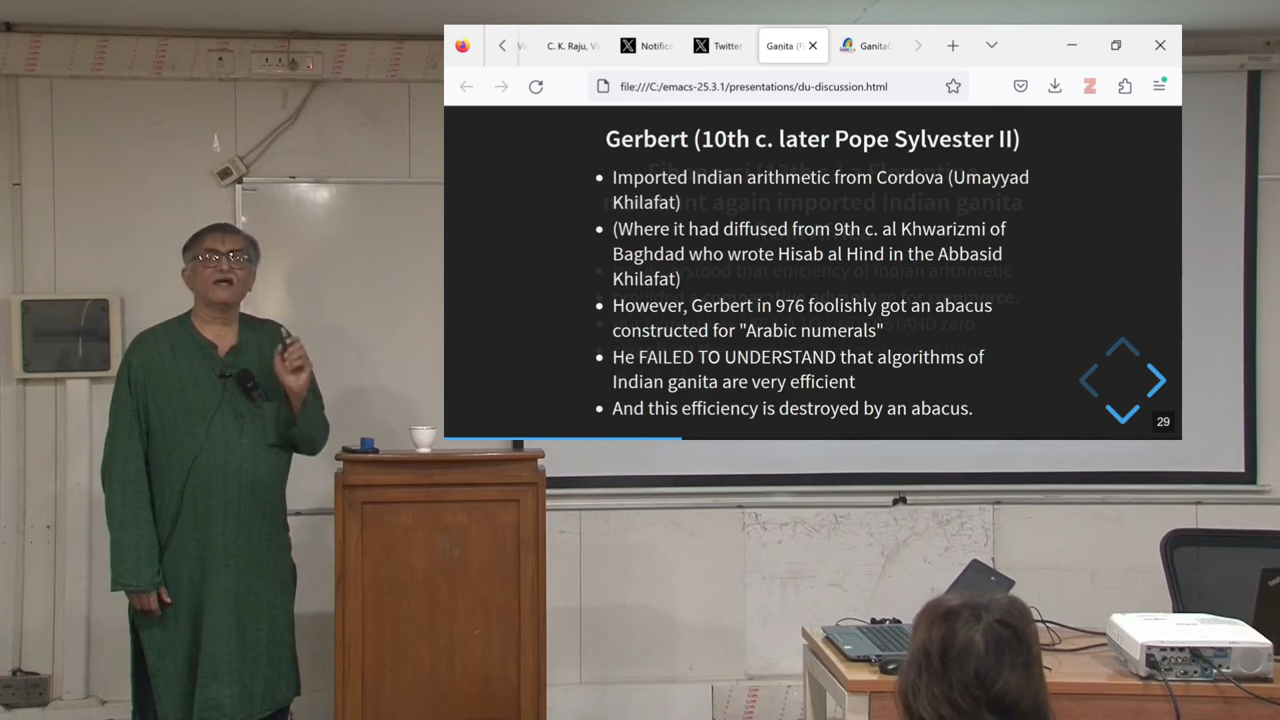 C. K. Raju, Vi
Notific
Twitter
Gaṇita (
GanitaC
file:///C:/emacs-25.3.1/presentations/du-discussion.html
Gerbert (10th c. later Pope Sylvester II)
Imported Indian arithmetic from Cordova (Umayyad
Khilafat)
(Where it had diffused from 9th c. al Khwarizmi of
Baghdad who wrote Hisab al Hind in the Abbasid
Khilafat)
However, Gerbert in 976 foolishly got an abacus
constructed for "Arabic numerals"
He FAILED TO UNDERSTAND that algorithms of
Indian ganita are very efficient
And this efficiency is destroyed by an abacus.
29